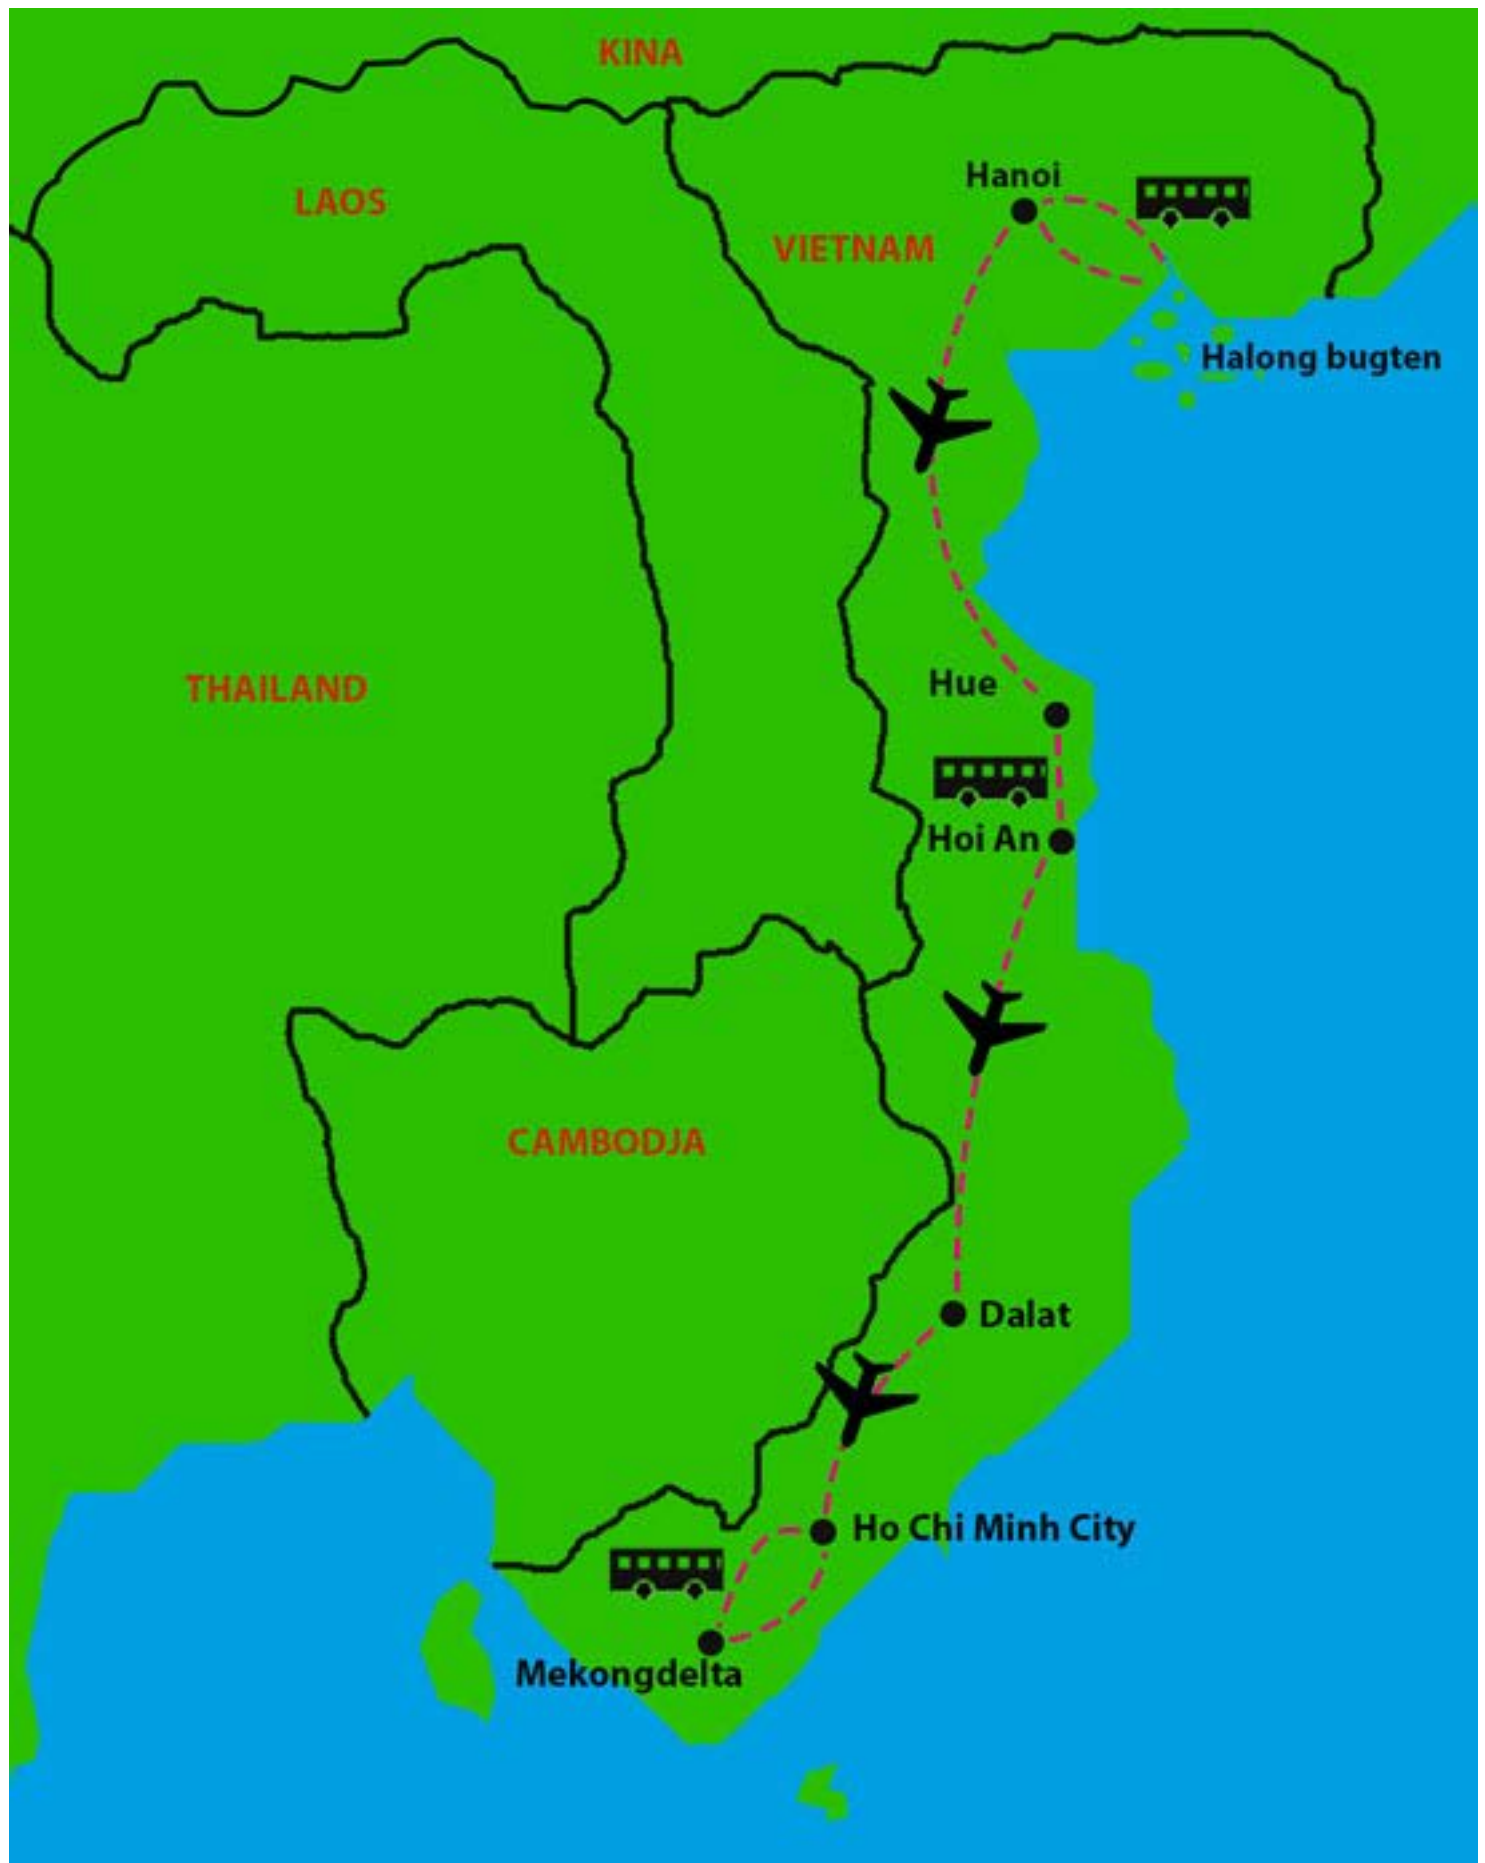 KINA
Hanoi
LAOS
VIETNAM
Halong bugten
THAILAND
Hue
Hoi An
CAMBODJA
Dalat
Ho Chi Minh City
Mekongdelta